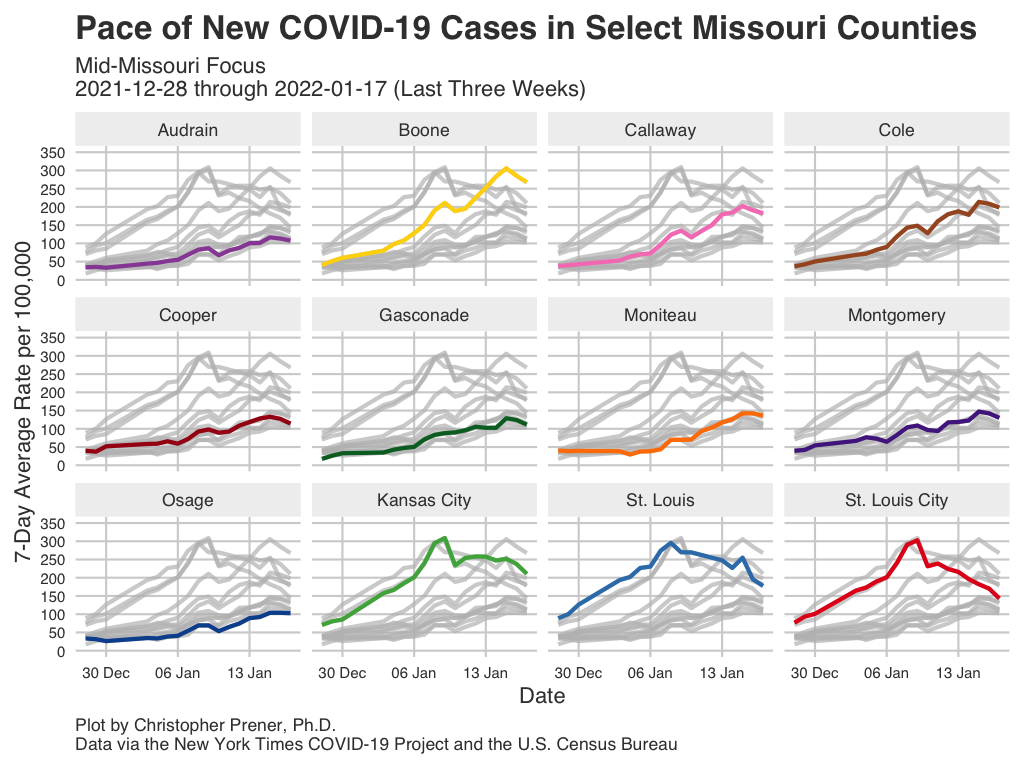 Pace of New COVID-19 Cases in Select Missouri Counties
Mid-Missouri Focus
2021-12-28 through 2022-01-17 (Last Three Weeks)
Audrain
Boone
Callaway
Cole
350
300
250
200
150
100
50
0
Cooper
Gasconade
Moniteau
Montgomery
350
300
250
200
150
100
50
0
Osage
Kansas City
St. Louis
St. Louis City
350
300
250
200
150
100
50
0
7-Day Average Rate per 100,000
30 Dec 06 Jan 13 Jan
30 Dec 06 Jan 13 Jan
30 Dec 06 Jan 13 Jan
30 Dec 06 Jan 13 Jan
Date
Plot by Christopher Prener, Ph.D.
Data via the New York Times COVID-19 Project and the U.S. Census Bureau